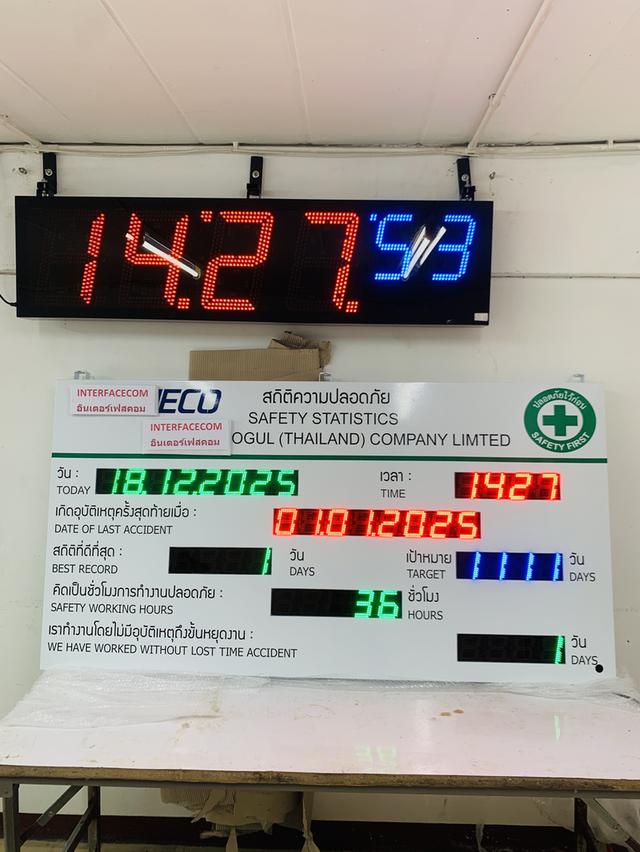 14:27:53
INTERFACECOM
อินเตอร์เฟสคอม
IECO
สถิติความปลอดภัย
SAFETY STATISTICS
INTERFACECOM
อินเตอร์เฟสคอม
OGUL (THAILAND) COMPANY LIMTED
ปลอดภัยไว้ก่อน
SAFETY FIRST
วัน :
TODAY
18.12.2025
เวลา :
TIME
1427
เกิดอุบัติเหตุครั้งสุดท้ายเมื่อ :
DATE OF LAST ACCIDENT
01.01.2025
สถิติที่ดีที่สุด :
BEST RECORD
1
วัน
DAYS
เป้าหมาย
TARGET
1111
วัน
DAYS
คิดเป็นชั่วโมงการทำงานปลอดภัย :
SAFETY WORKING HOURS
36
ชั่วโมง
HOURS
เราทำงานโดยไม่มีอุบัติเหตุถึงขั้นหยุดงาน :
WE HAVE WORKED WITHOUT LOST TIME ACCIDENT
1
วัน
DAYS